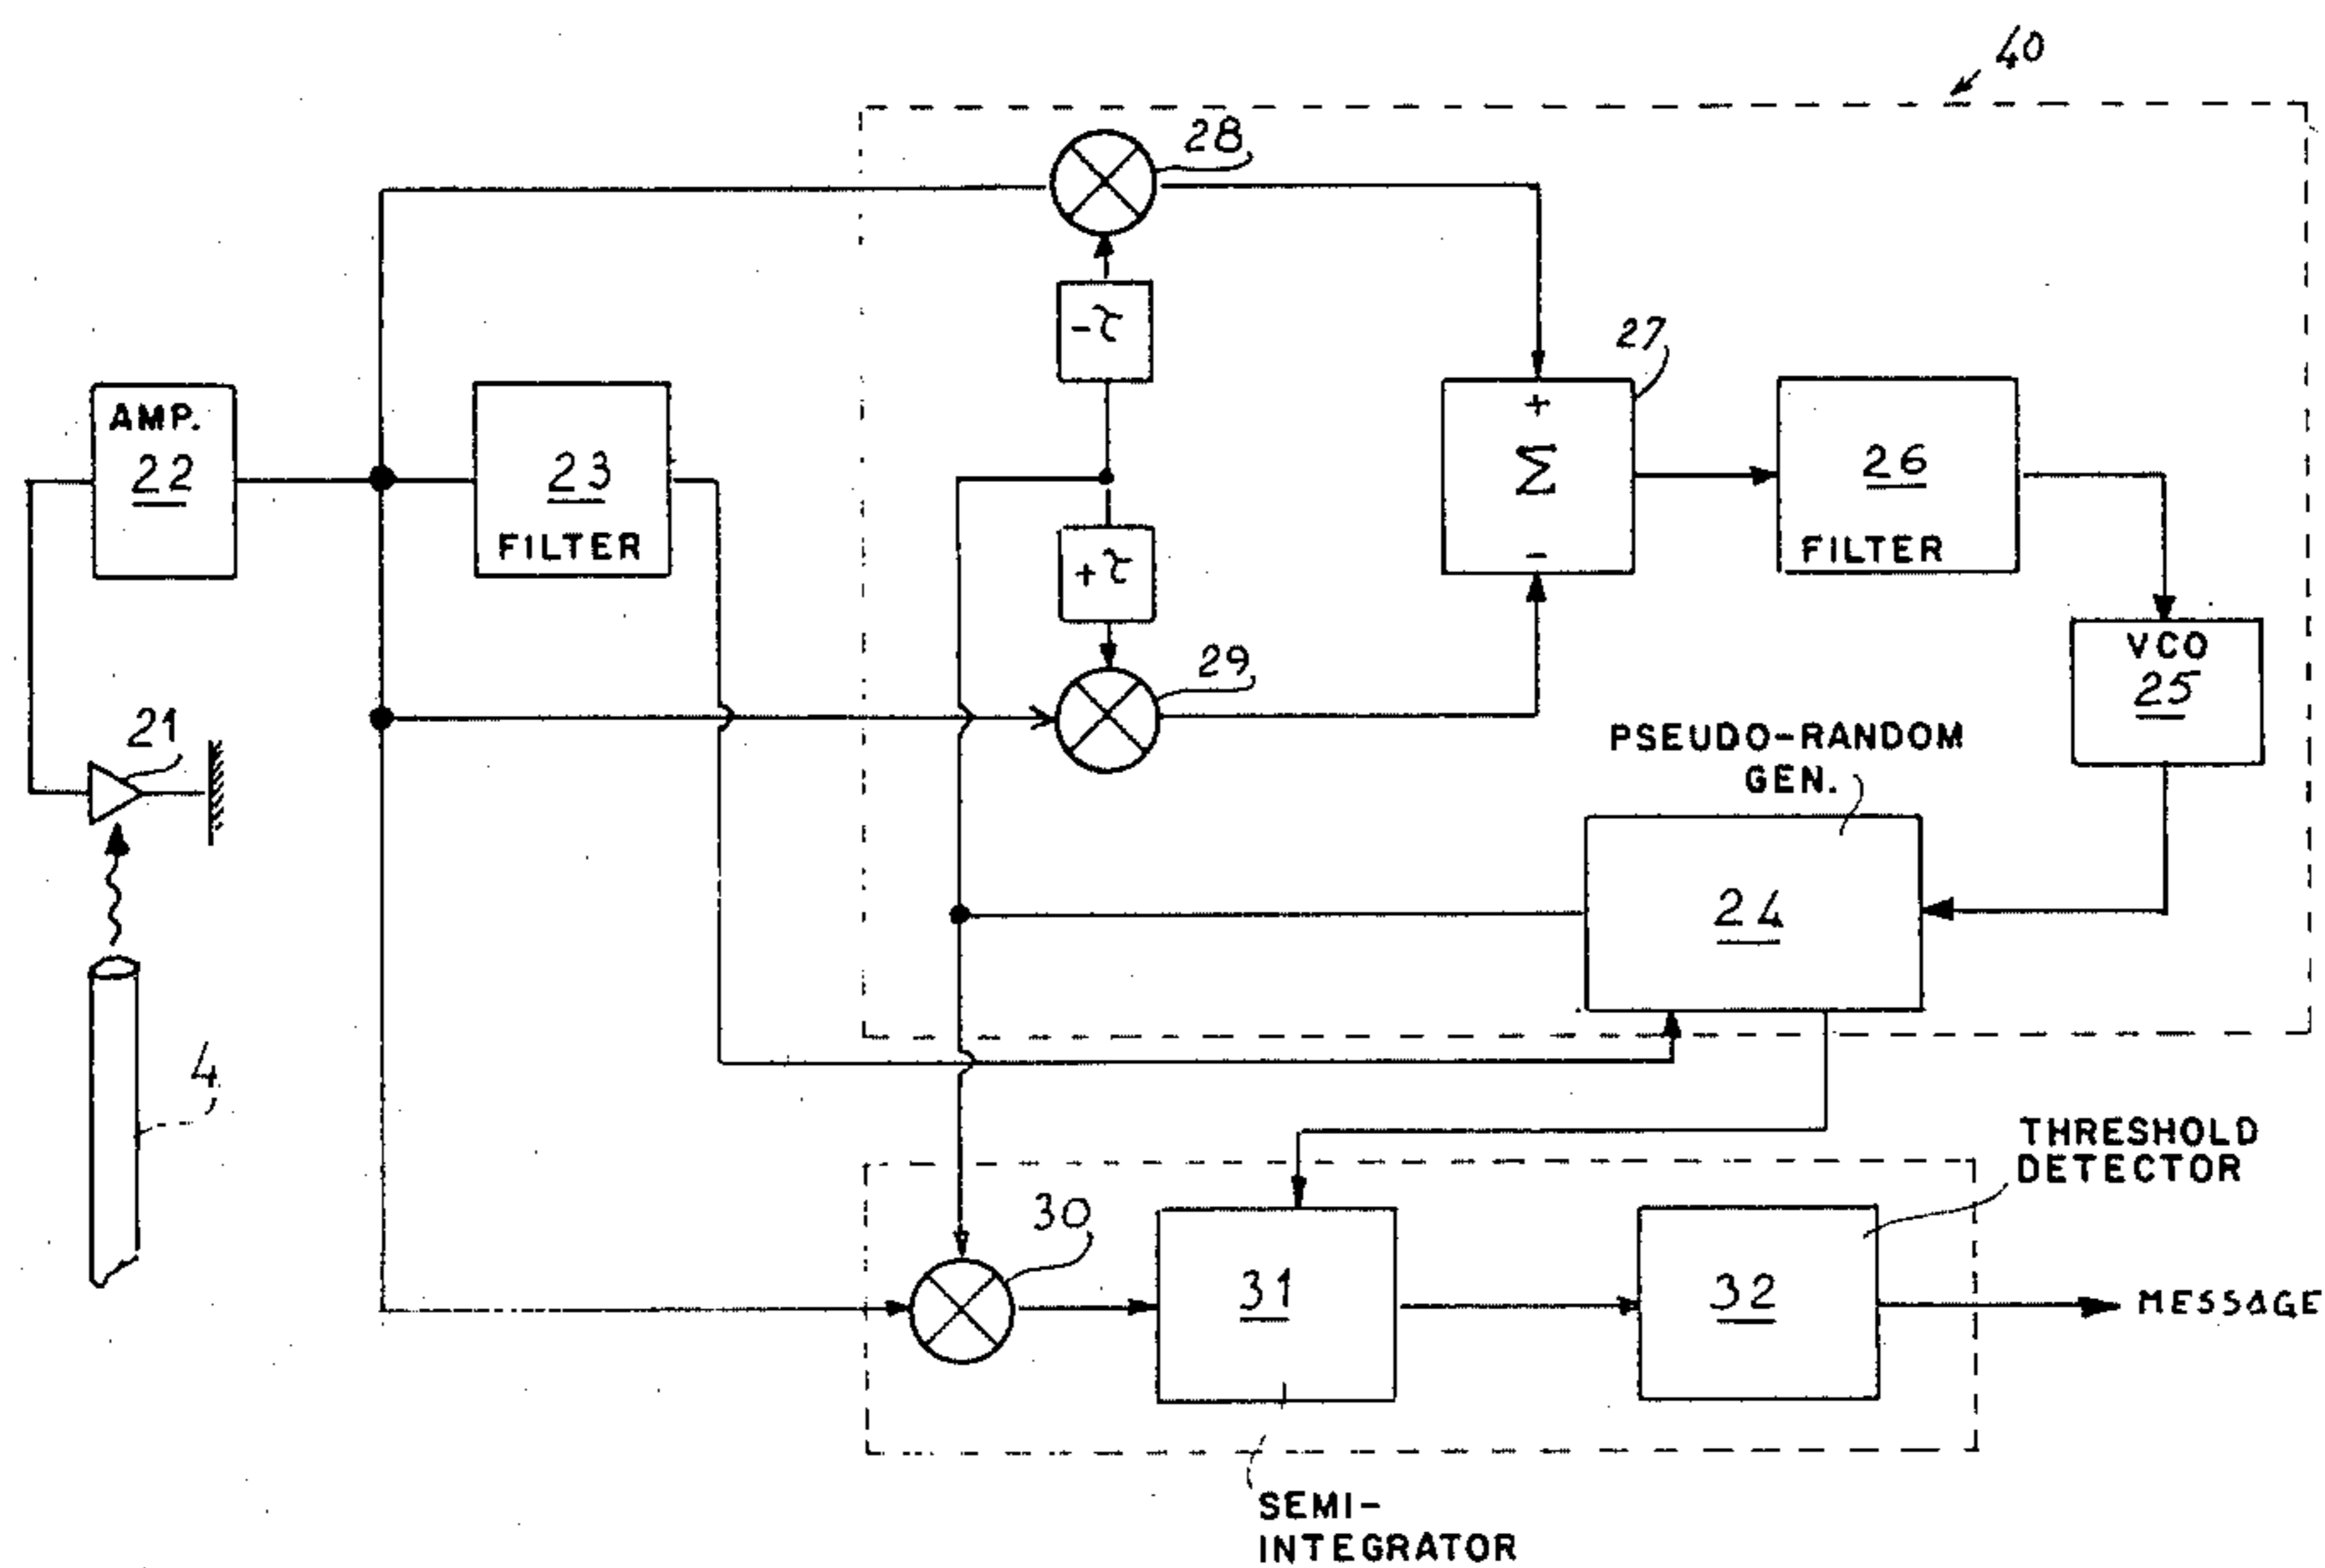 40
28
-τ
27
AMP.
22
23
FILTER
+
Σ
-
26
FILTER
+τ
VCO
25
29
21
PSEUDO-RANDOM
GEN.
24
4
THRESHOLD
DETECTOR
30
31
32
MESSAGE
SEMI-
INTEGRATOR